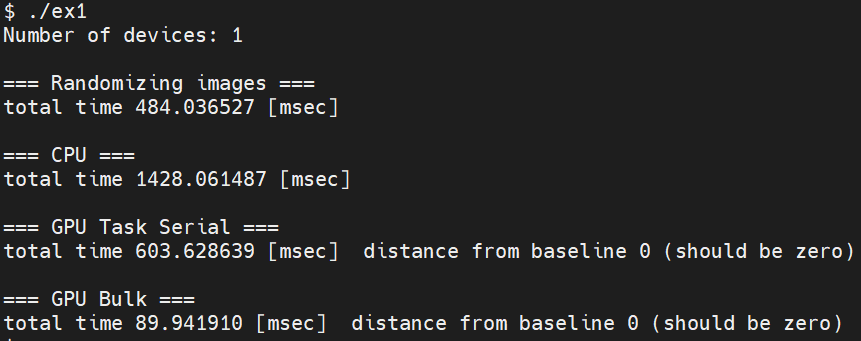 $ ./ex1
Number of devices: 1
=== Randomizing images ===
total time 484.036527 [msec]
=== CPU ===
total time 1428.061487 [msec]
=== GPU Task Serial ===
total time 603.628639 [msec]  distance from baseline 0 (should be zero)
=== GPU Bulk ===
total time 89.941910 [msec]  distance from baseline 0 (should be zero)